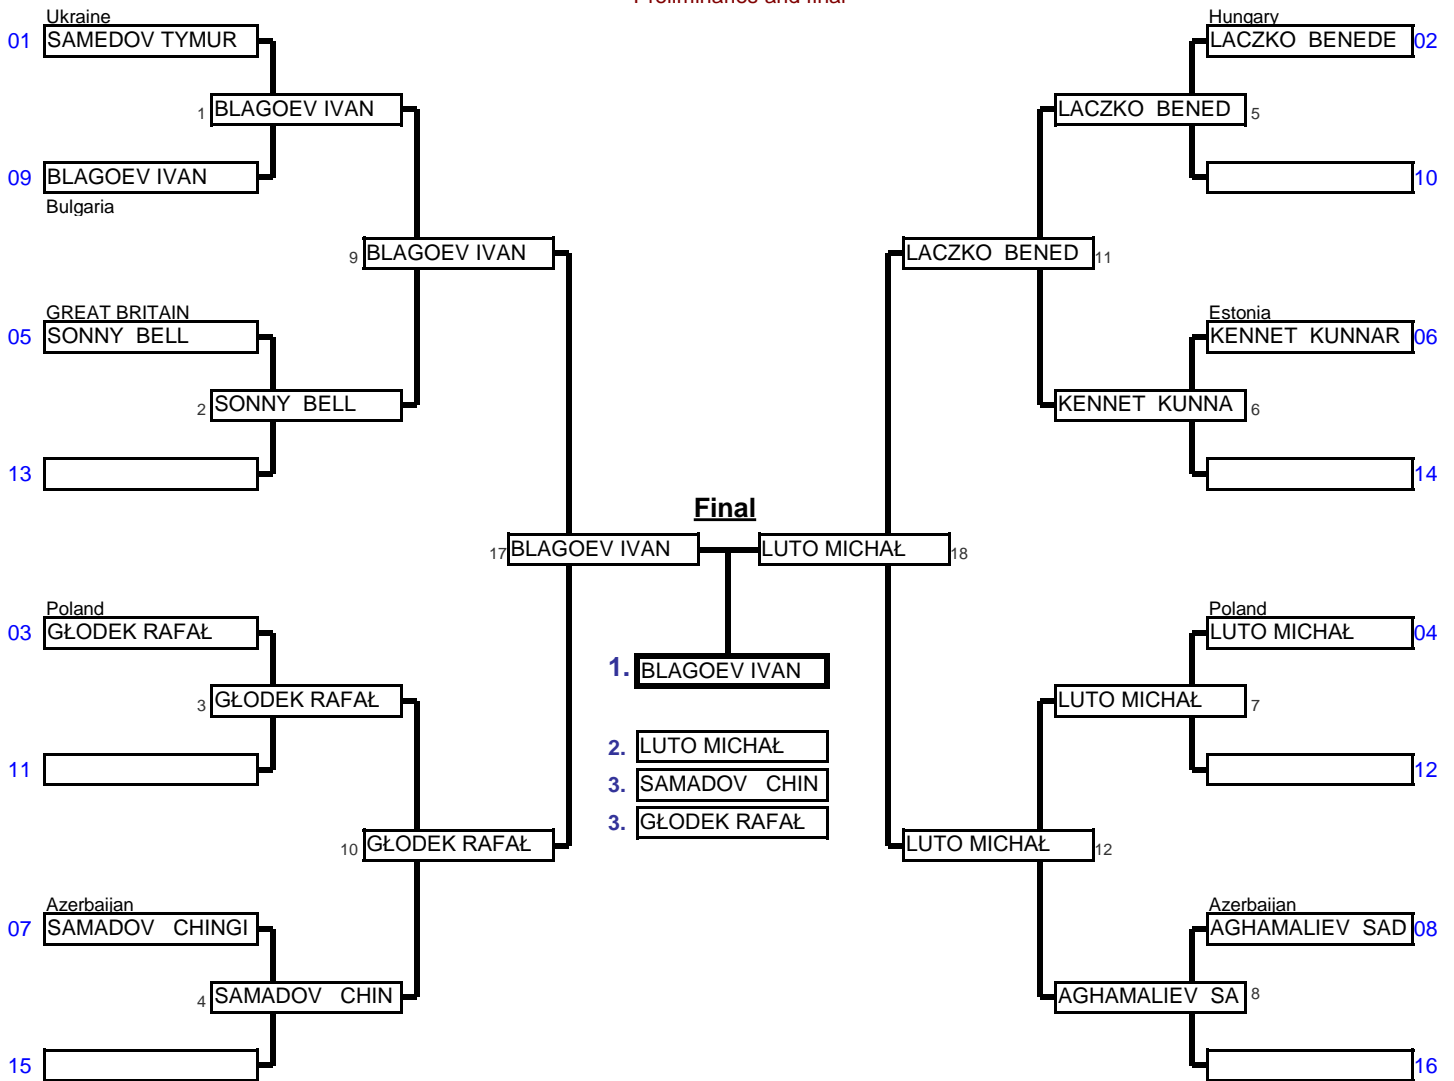 Preliminaries and final
Ukraine
01 SAMEDOV TYMUR
1 BLAGOEV IVAN
09 BLAGOEV IVAN
Bulgaria
9 BLAGOEV IVAN
GREAT BRITAIN
05 SONNY BELL
2 SONNY BELL
13
17 BLAGOEV IVAN
Poland
03 GŁODEK RAFAŁ
3 GŁODEK RAFAŁ
11
10 GŁODEK RAFAŁ
Azerbaijan
07 SAMADOV CHINGI
4 SAMADOV CHIN
15
Final
1. BLAGOEV IVAN
2. LUTO MICHAŁ
3. SAMADOV CHIN
3. GŁODEK RAFAŁ
Hungary
LACZKO BENEDE 02
LACZKO BENED 5
10
LACZKO BENED 11
Estonia
KENNET KUNNAR 06
KENNET KUNNA 6
14
LUTO MICHAŁ 18
Poland
LUTO MICHAŁ 04
LUTO MICHAŁ 7
12
LUTO MICHAŁ 12
Azerbaijan
AGHAMALIEV SAD 08
AGHAMALIEV SA 8
16